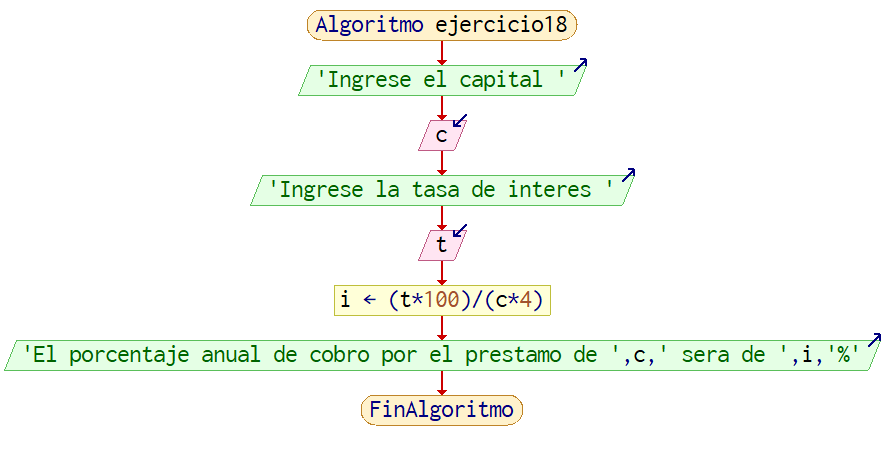 Algoritmo ejercicio18
'Ingrese el capital '
c
'Ingrese la tasa de interes '
t
i ← (t*100)/(c*4)
'El porcentaje anual de cobro por el prestamo de ',c,' sera de ',i,'%'
FinAlgoritmo